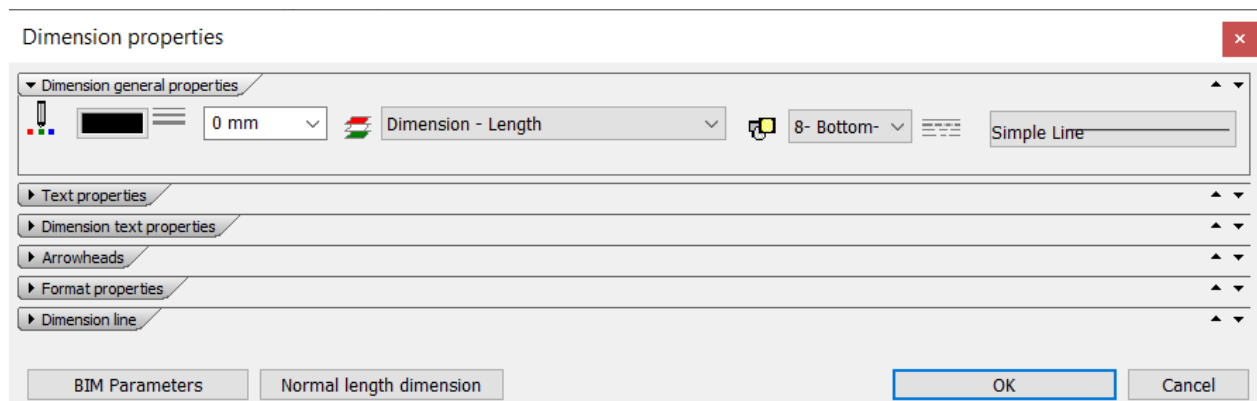 Dimension properties
Dimension general properties
0 mm Dimension - Length 8- Bottom- Simple Line
Text properties
Dimension text properties
Arrowheads
Format properties
Dimension line
BIM Parameters Normal length dimension OK Cancel